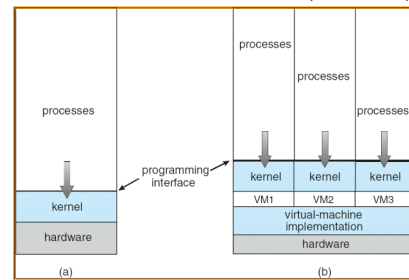 processes
processes
processes
processes
programming
interface
kernel
kernel
kernel
kernel
VM1
VM2
VM3
virtual-machine
implementation
hardware
hardware
(a)
(b)